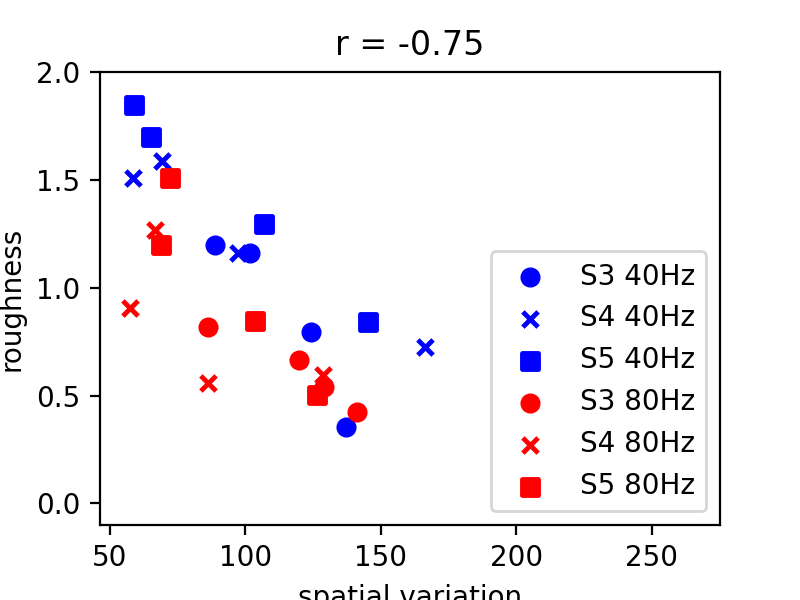 r = -0.75
roughness
2.0
1.5
1.0
0.5
0.0
S3 40Hz
S4 40Hz
S5 40Hz
S3 80Hz
S4 80Hz
S5 80Hz
50 100 150 200 250
spatial variation